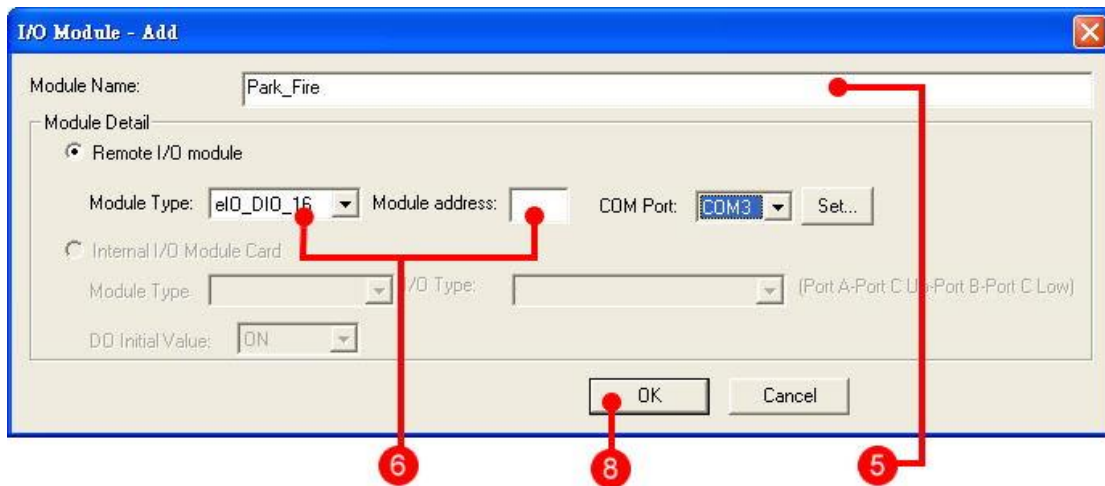 I/O Module - Add
Module Name: Park_Fire
Module Detail
Remote I/O module
Module Type: eIO_DIO_16 Module address: COM Port: COM3 Set...
Internal I/O Module Card
Module Type I/O Type: (Port A-Port C Up-Port B-Port C Low)
DO Initial Value: ON
OK Cancel
6 8 5